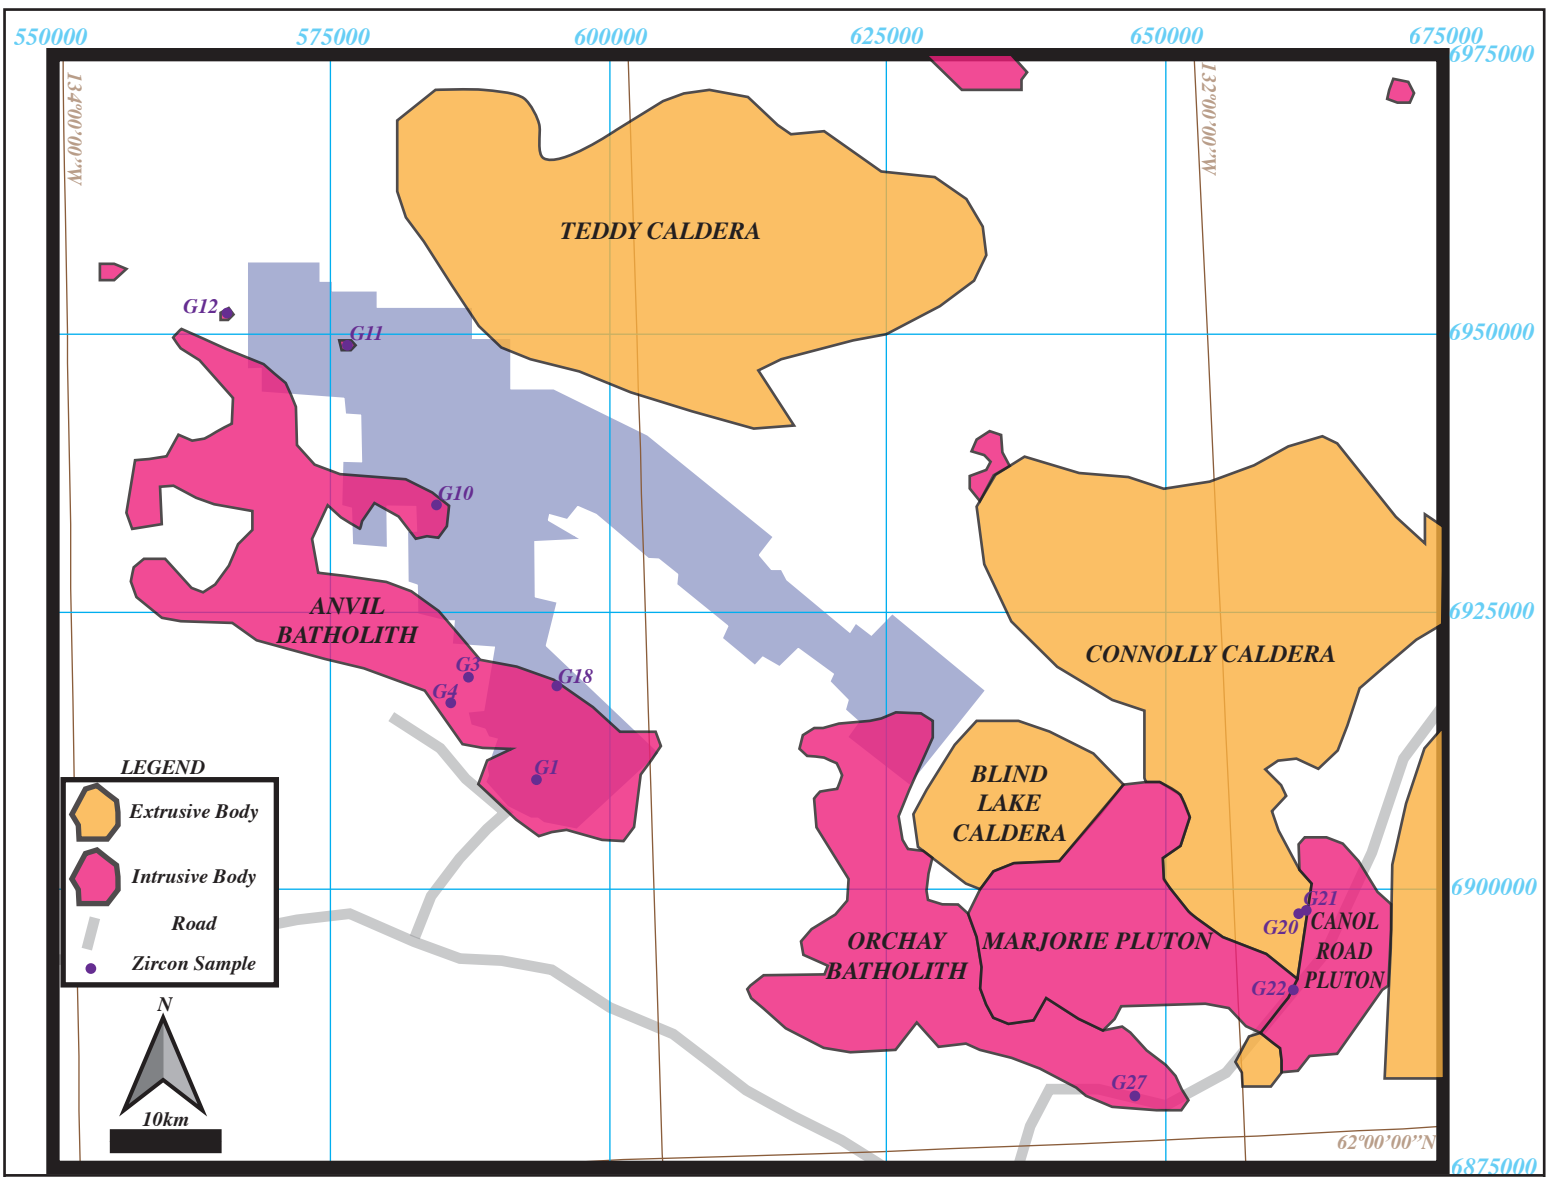 550000 575000 600000 625000 650000 675000
6975000
134°00'00"W
132°00'00"W
TEDDY CALDERA
G12
G11
6950000
G10
ANVIL
BATHOLITH
6925000
CONNOLLY CALDERA
G3
G18
G4
G1
BLIND
LAKE
CALDERA
LEGEND
Extrusive Body
Intrusive Body
Road
Zircon Sample
6900000
G21
G20
CANOL
ROAD
PLUTON
ORCHAY
BATHOLITH
MARJORIE PLUTON
G22
N
10km
G27
62°00'00"N
6875000